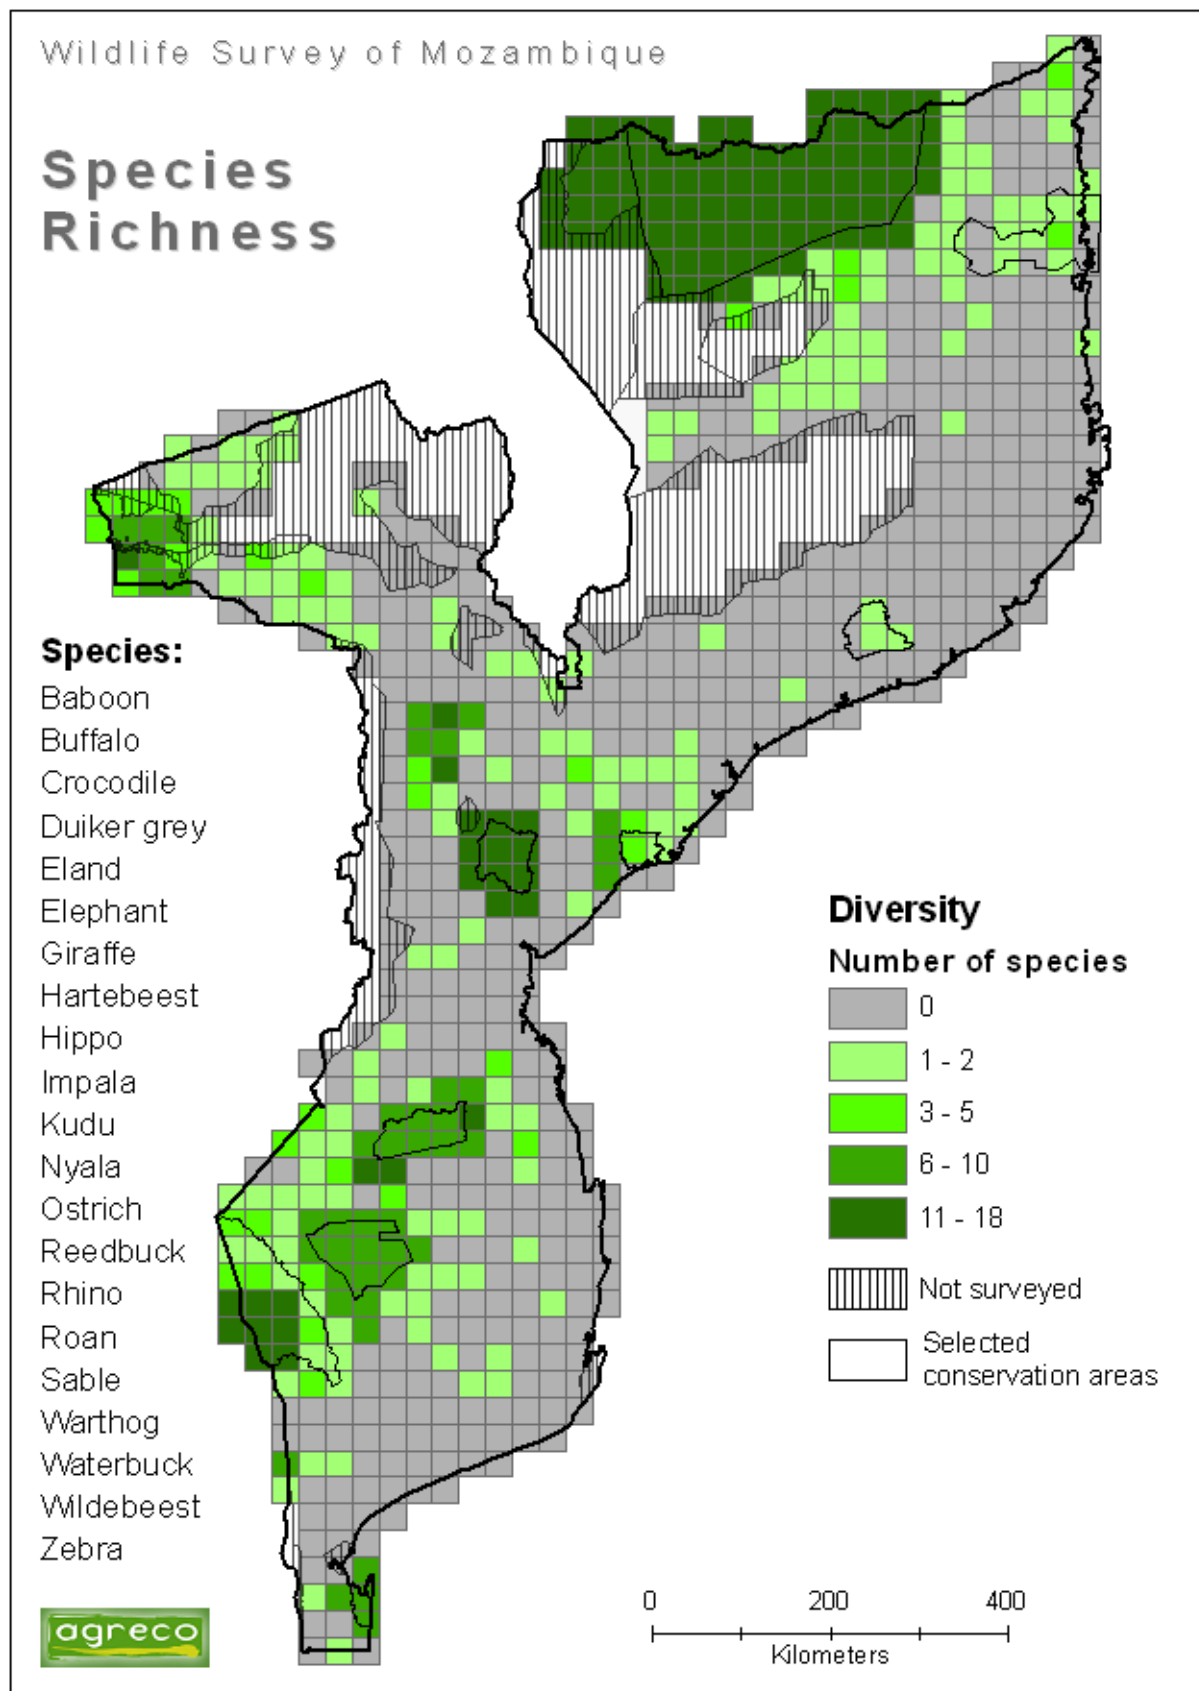 Wildlife Survey of Mozambique
Species
Richness
Species:
Baboon
Buffalo
Crocodile
Duiker grey
Eland
Elephant
Giraffe
Hartebeest
Hippo
Impala
Kudu
Nyala
Ostrich
Reedbuck
Rhino
Roan
Sable
Warthog
Waterbuck
Wildebeest
Zebra
agreco
Diversity
Number of species
0
1 - 2
3 - 5
6 - 10
11 - 18
Not surveyed
Selected
conservation areas
0 200 400
Kilometers